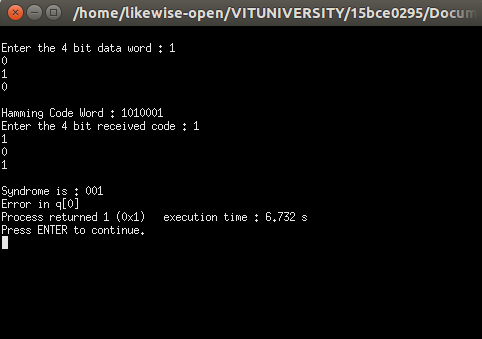 /home/likewise-open/VITUNIVERSITY/15bce0295/Docum
Enter the 4 bit data word : 1
0
1
0
Hamming Code Word : 1010001
Enter the 4 bit received code : 1
1
0
1
Syndrome is : 001
Error in q[0]
Process returned 1 (0x1)   execution time : 6.732 s
Press ENTER to continue.